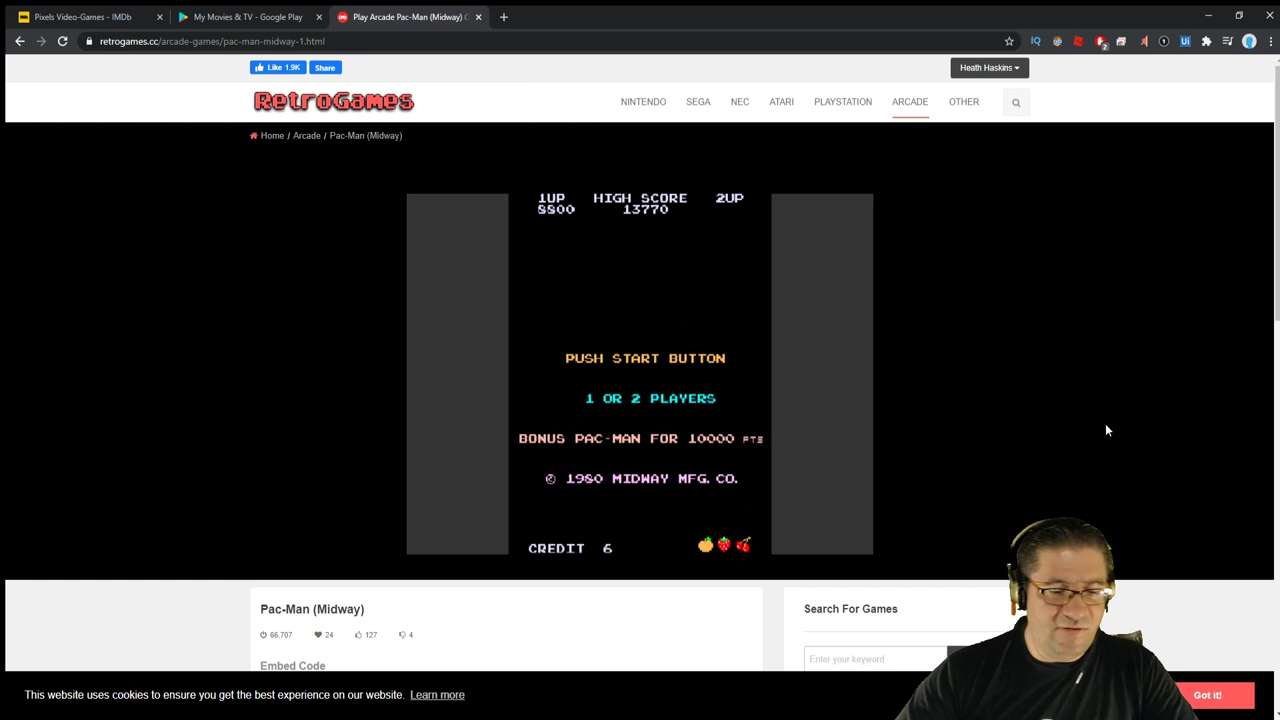 Pixels Video-Games - IMDb
My Movies & TV - Google Play
Play Arcade Pac-Man (Midway)
retrogames.cc/arcade-games/pac-man-midway-1.html
Like 1.9K
Share
Heath Haskins
RetroGames
NINTENDO
SEGA
NEC
ATARI
PLAYSTATION
ARCADE
OTHER
Home / Arcade / Pac-Man (Midway)
1UP HIGH SCORE 2UP
8800 13770
PUSH START BUTTON
1 OR 2 PLAYERS
BONUS PAC-MAN FOR 10000 PTS
© 1980 MIDWAY MFG. CO.
CREDIT 6
Pac-Man (Midway)
66,707
24
127
4
Embed Code
Search For Games
Enter your keyword
This website uses cookies to ensure you get the best experience on our website. Learn more
Got it!